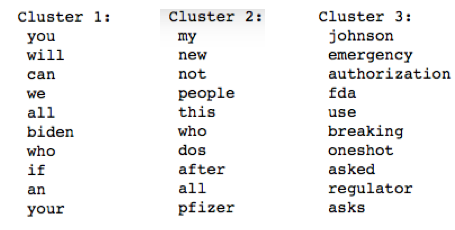 Cluster 1: Cluster 2: Cluster 3:
you my johnson
will new emergency
can not authorization
we people fda
all this use
biden who breaking
who dos oneshot
if after asked
an all regulator
your pfizer asks